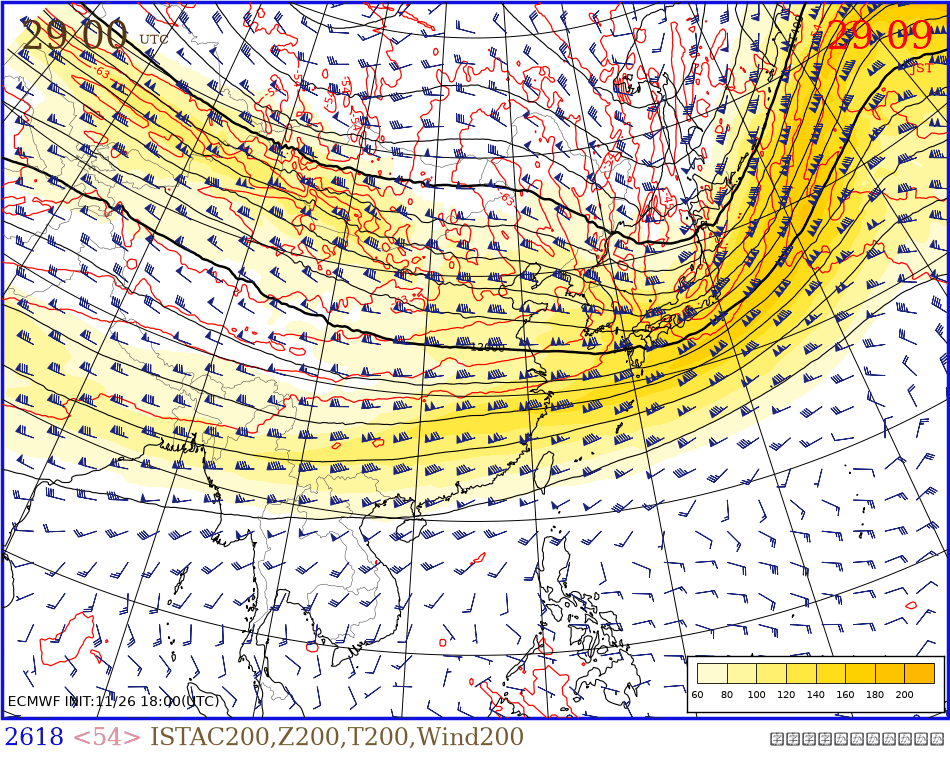 29 00 UTC
29 09
JST
-63
12000
ECMWF INIT:11/26 18:00(UTC)
60 80 100 120 140 160 180 200
2618 <54> ISTAC200,Z200,T200,Wind200